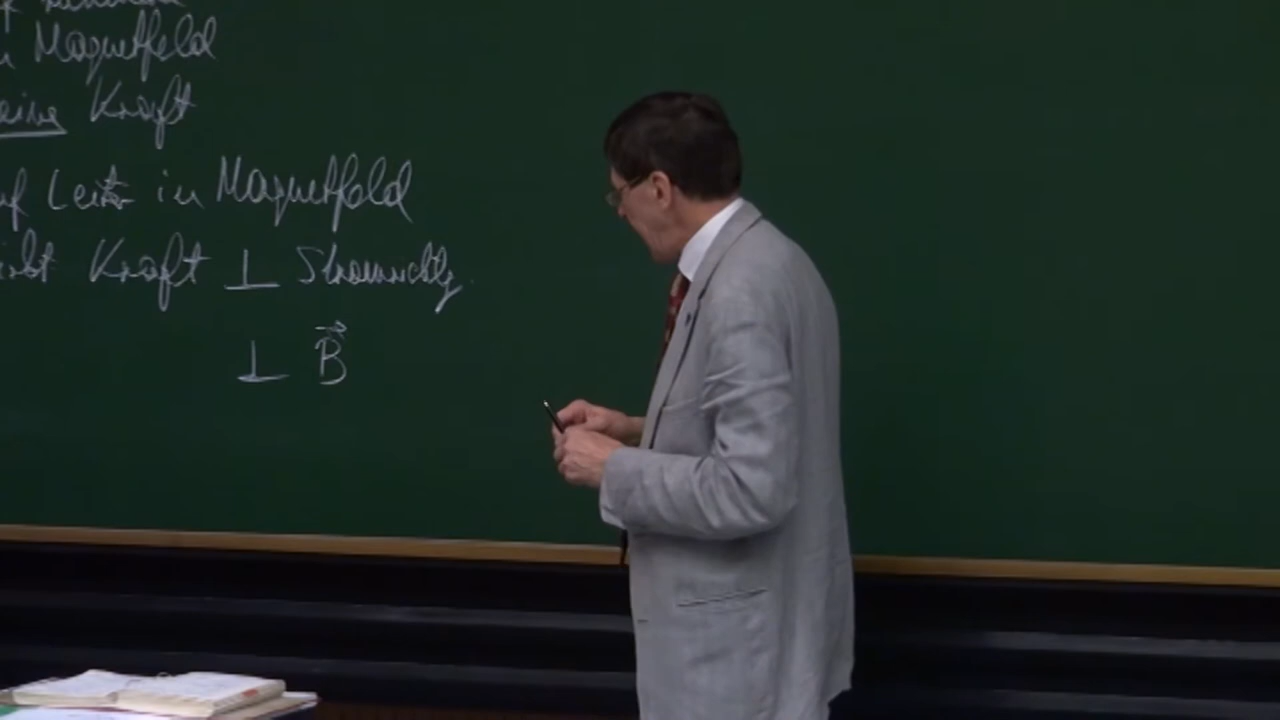 Magnetfeld
Kraft
Leiter in Magnetfeld
Kraft ⊥ Stromrichtg.
⊥ B⃗